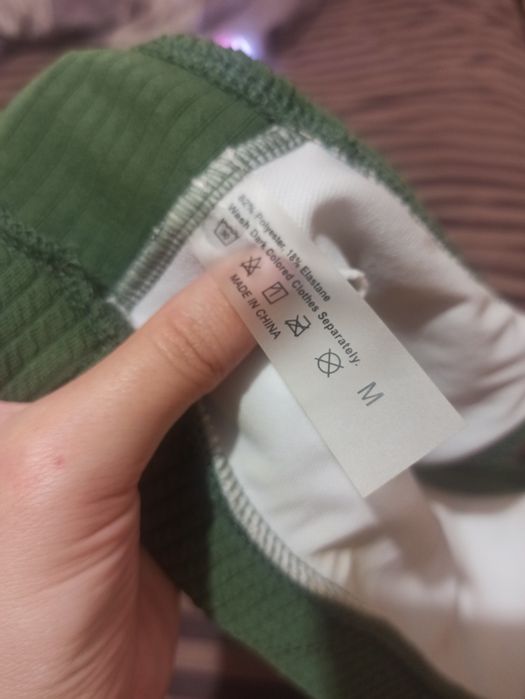 82% Polyester, 18% Elastane
Wash Dark Colored Clothes Separately.
MADE IN CHINA
M